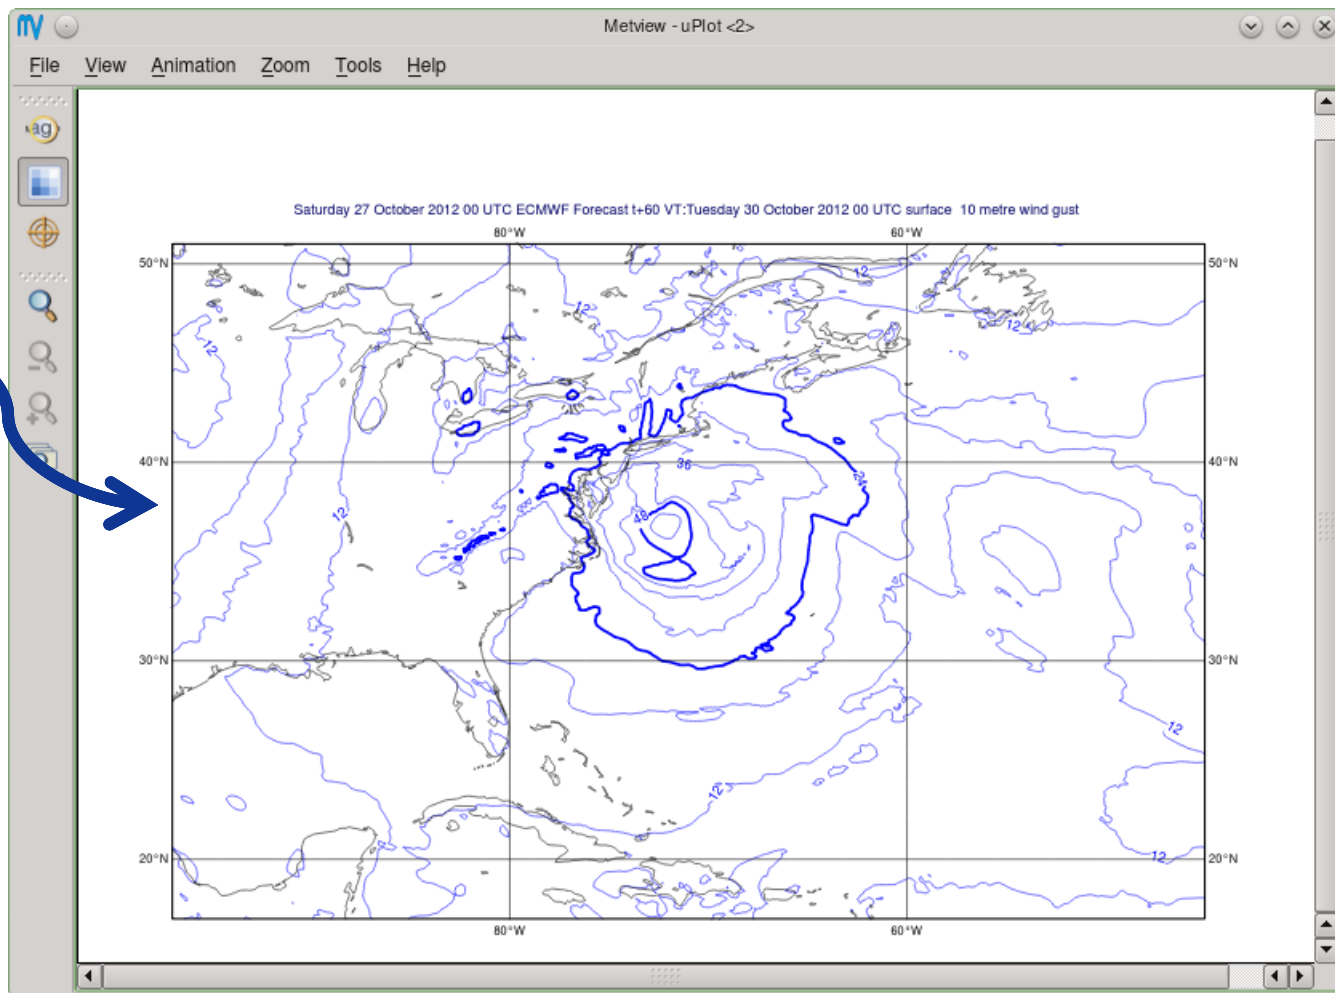 Metview - uPlot <2>
File View Animation Zoom Tools Help
ag
Saturday 27 October 2012 00 UTC ECMWF Forecast t+60 VT:Tuesday 30 October 2012 00 UTC surface 10 metre wind gust
80°W 60°W
50°N 50°N
12
12
12
12
40°N 40°N
36
24
48
12
30°N 30°N
12
12
20°N 12 20°N
80°W 60°W